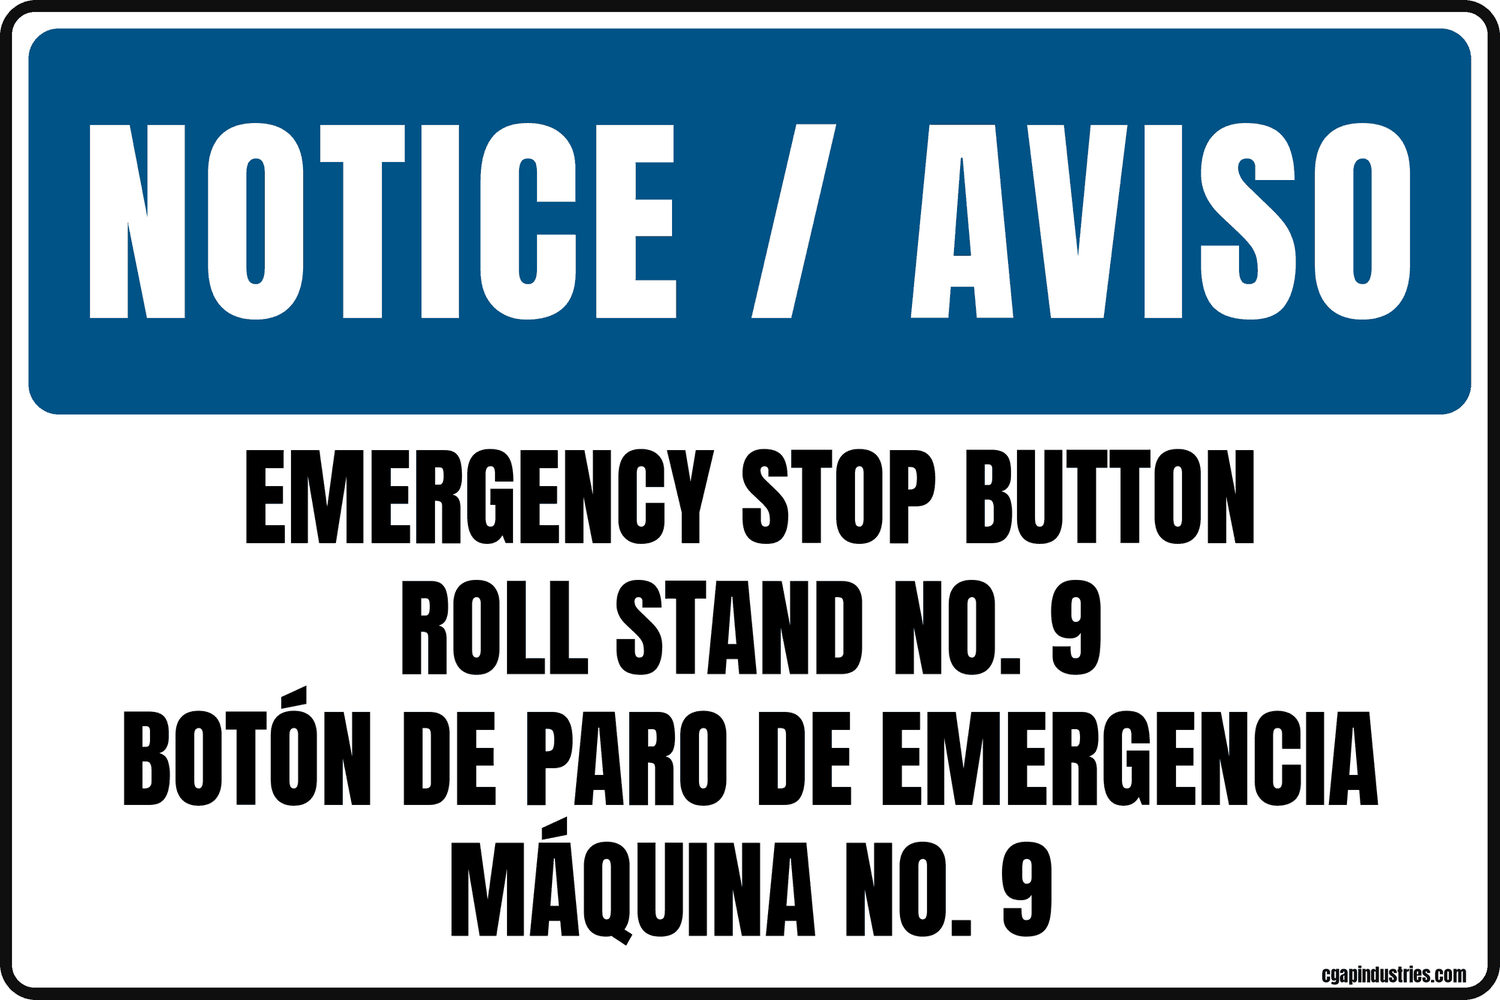 NOTICE / AVISO
EMERGENCY STOP BUTTON
ROLL STAND NO. 9
BOTÓN DE PARO DE EMERGENCIA
MÁQUINA NO. 9
cgapindustries.com